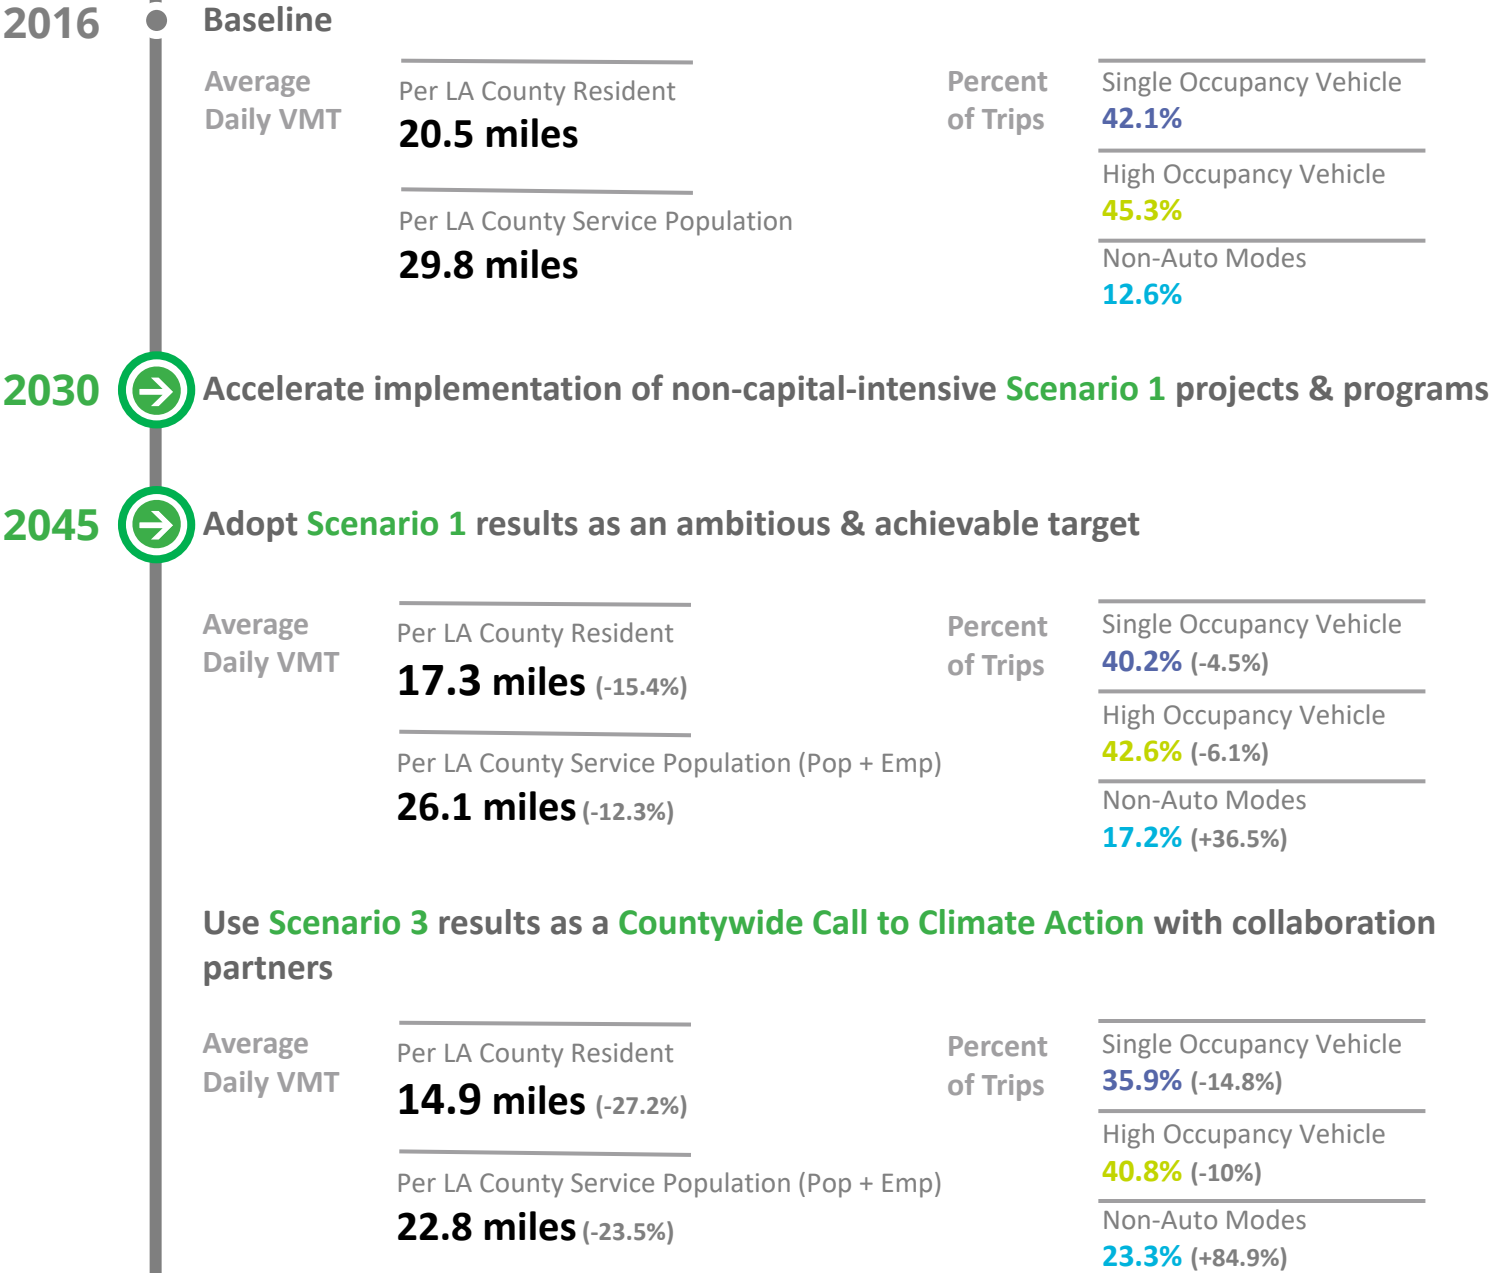 2016
Baseline
Average
Daily VMT
Per LA County Resident
20.5 miles
Per LA County Service Population
29.8 miles
Percent
of Trips
Single Occupancy Vehicle
42.1%
High Occupancy Vehicle
45.3%
Non-Auto Modes
12.6%
2030
Accelerate implementation of non-capital-intensive Scenario 1 projects & programs
2045
Adopt Scenario 1 results as an ambitious & achievable target
Average
Daily VMT
Per LA County Resident
17.3 miles (-15.4%)
Per LA County Service Population (Pop + Emp)
26.1 miles (-12.3%)
Percent
of Trips
Single Occupancy Vehicle
40.2% (-4.5%)
High Occupancy Vehicle
42.6% (-6.1%)
Non-Auto Modes
17.2% (+36.5%)
Use Scenario 3 results as a Countywide Call to Climate Action with collaboration
partners
Average
Daily VMT
Per LA County Resident
14.9 miles (-27.2%)
Per LA County Service Population (Pop + Emp)
22.8 miles (-23.5%)
Percent
of Trips
Single Occupancy Vehicle
35.9% (-14.8%)
High Occupancy Vehicle
40.8% (-10%)
Non-Auto Modes
23.3% (+84.9%)